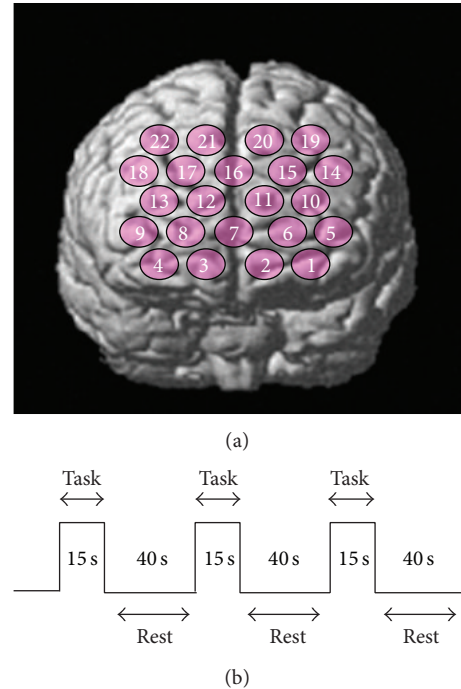 22 21 20 19
18 17 16 15 14
13 12 11 10
9 8 7 6 5
4 3 2 1
(a)
Task Task Task
15 s 40 s 15 s 40 s 15 s 40 s
Rest Rest Rest
(b)